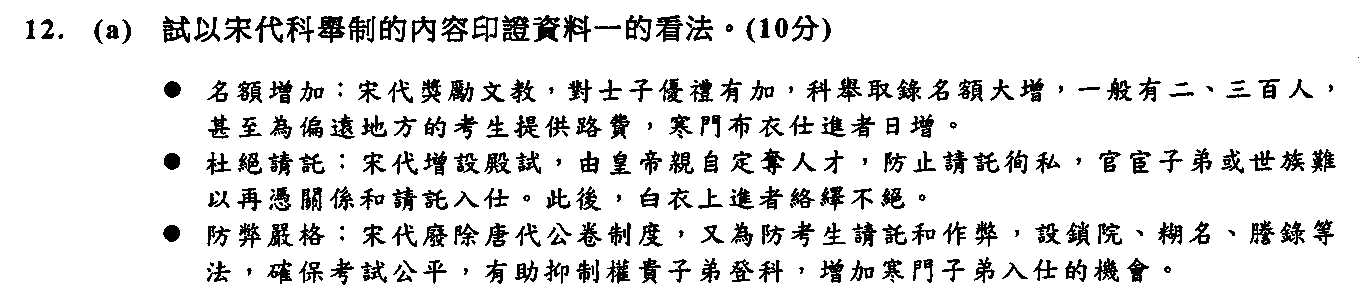 12. (a) 試以宋代科舉制的內容印證資料一的看法。(10分)
● 名額增加：宋代獎勵文教，對士子優禮有加，科舉取錄名額大增，一般有二、三百人，
甚至為偏遠地方的考生提供路費，寒門布衣仕進者日增。
● 杜絕請託：宋代增設殿試，由皇帝親自定奪人才，防止請託徇私，官宦子弟或世族難
以再憑關係和請託入仕。此後，白衣上進者絡繹不絕。
● 防弊嚴格：宋代廢除唐代公卷制度，又為防考生請託和作弊，設鎖院、糊名、謄錄等
法，確保考試公平，有助抑制權貴子弟登科，增加寒門子弟入仕的機會。